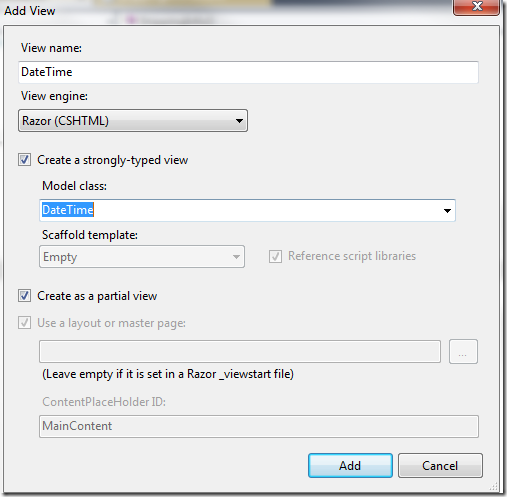 Add View
View name:
DateTime
View engine:
Razor (CSHTML)
Create a strongly-typed view
Model class:
DateTime
Scaffold template:
Empty
Reference script libraries
Create as a partial view
Use a layout or master page:
...
(Leave empty if it is set in a Razor _viewstart file)
ContentPlaceHolder ID:
MainContent
Add Cancel